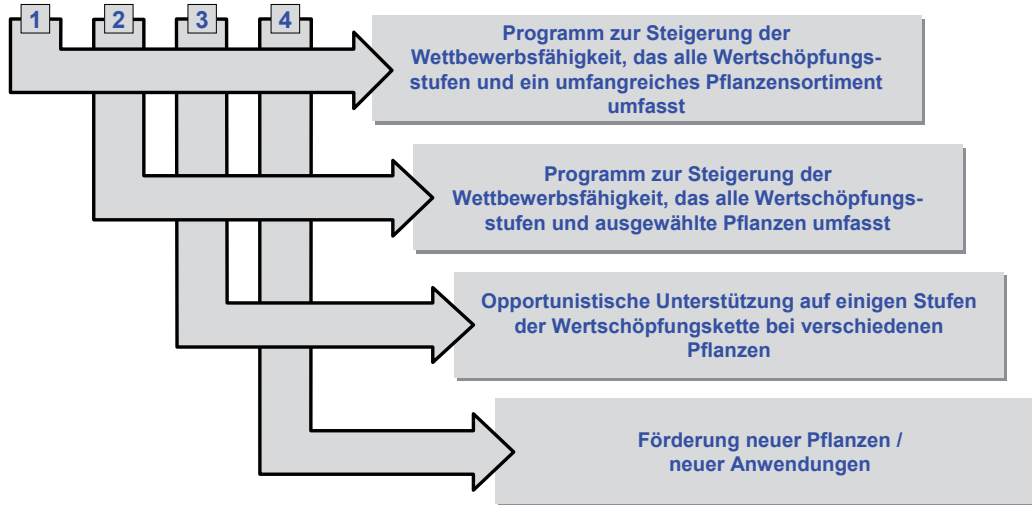 1 2 3 4
Programm zur Steigerung der
Wettbewerbsfähigkeit, das alle Wertschöpfungs-
stufen und ein umfangreiches Pflanzensortiment
umfasst
Programm zur Steigerung der
Wettbewerbsfähigkeit, das alle Wertschöpfungs-
stufen und ausgewählte Pflanzen umfasst
Opportunistische Unterstützung auf einigen Stufen
der Wertschöpfungskette bei verschiedenen
Pflanzen
Förderung neuer Pflanzen /
neuer Anwendungen